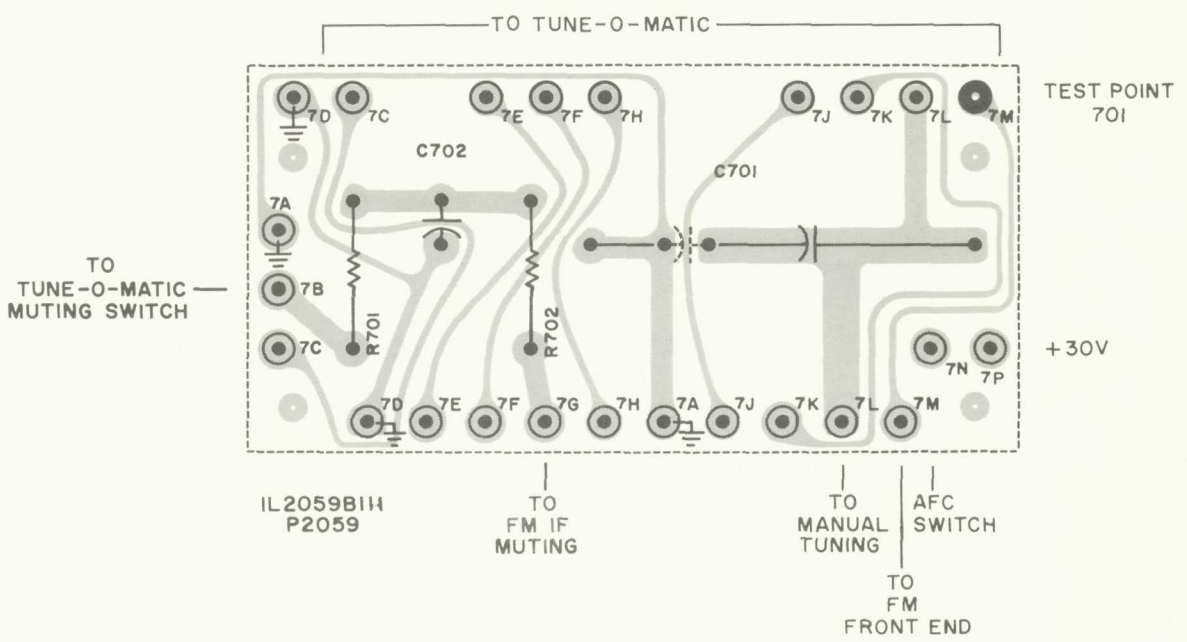 TO TUNE-O-MATIC
TEST POINT
701
7D
7C
7E
7F
7H
7J
7K
7L
7M
C702
C701
7A
TO
TUNE-O-MATIC
MUTING SWITCH
7B
7C
R701
R702
+30V
7N
7P
7D
7E
7F
7G
7H
7A
7J
7K
7L
7M
IL2059BIH
P2059
TO
FM IF
MUTING
TO
MANUAL
TUNING
AFC
SWITCH
TO
FM
FRONT END